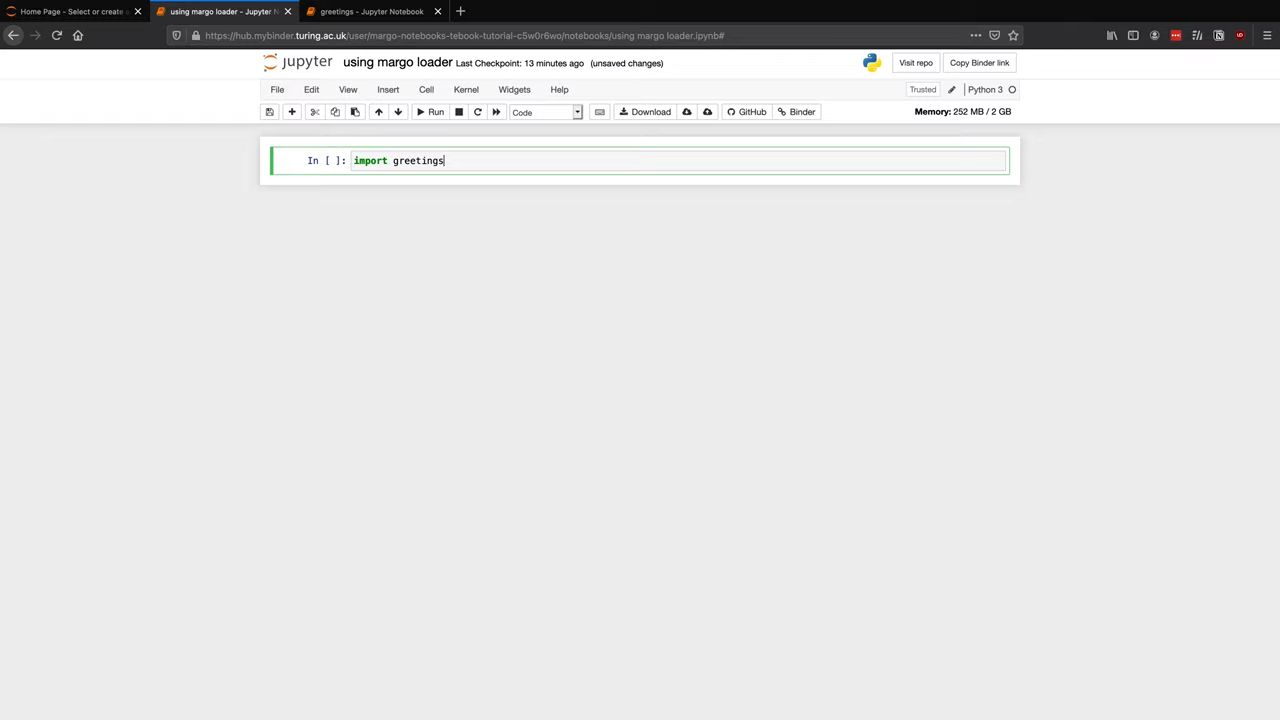 Home Page - Select or create
using margo loader - Jupyter N
greetings - Jupyter Notebook
https://hub.mybinder.turing.ac.uk/user/margo-notebooks-tebook-tutorial-c5w0r6wo/notebooks/using margo loader.ipynb#
jupyter using margo loader Last Checkpoint: 13 minutes ago (unsaved changes) Visit repo Copy Binder link
File Edit View Insert Cell Kernel Widgets Help Trusted Python 3
Run Code Download GitHub Binder Memory: 252 MB / 2 GB
In [ ]: import greetings